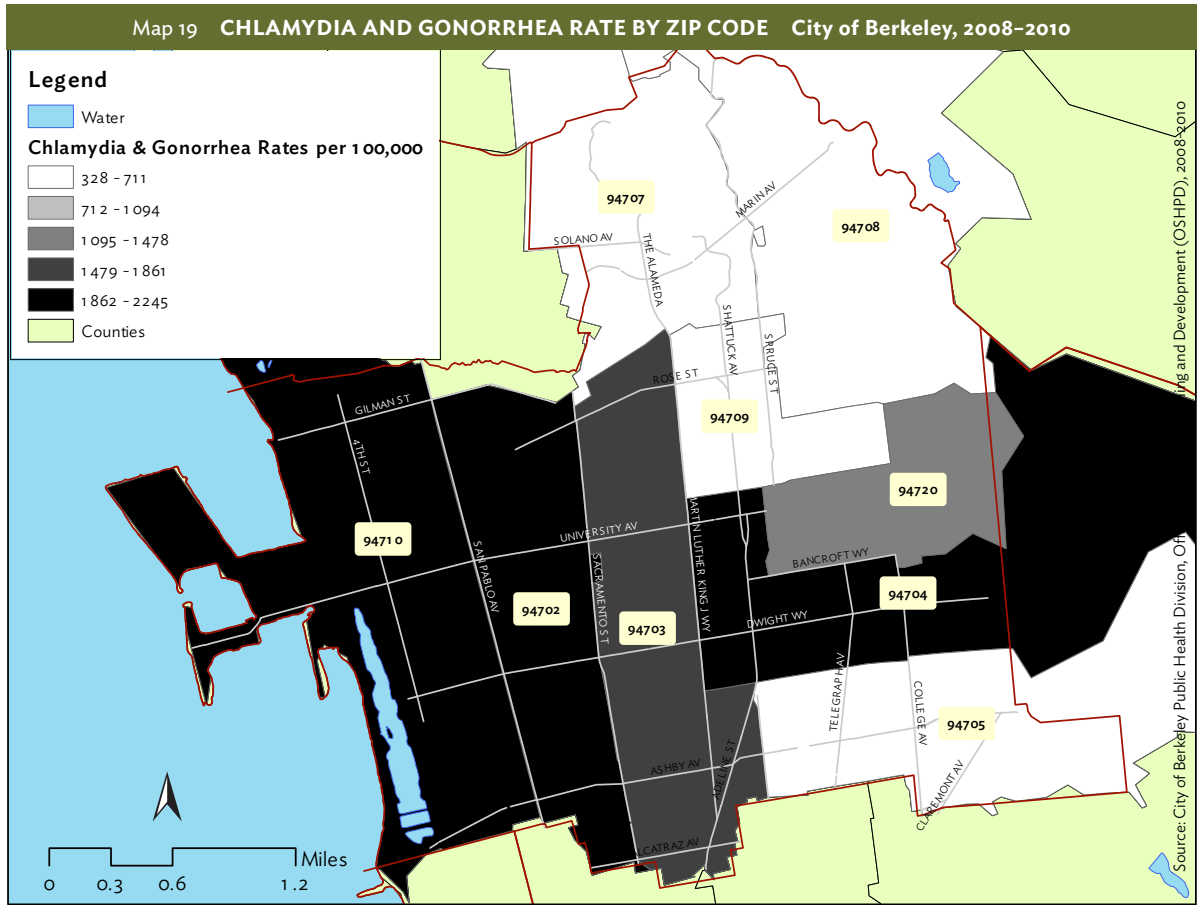 Map 19 CHLAMYDIA AND GONORRHEA RATE BY ZIP CODE City of Berkeley, 2008–2010
Legend
Water
Chlamydia & Gonorrhea Rates per 100,000
328 - 711
712 - 1094
1095 - 1478
1479 - 1861
1862 - 2245
Counties
94707
MARIN AV
94708
SOLANO AV
THE ALAMEDA
SHATTUCK AV
SPRUCE ST
ROSE ST
GILMAN ST
94709
4TH ST
94720
94710
UNIVERSITY AV
MARTIN LUTHER KING J WY
SAN PABLO AV
SACRAMENTO ST
BANCROFT WY
94704
94702
94703
DWIGHT WY
TELEGRAPH AV
COLLEGE AV
94705
ASHBY AV
ADELINE ST
CLAREMONT AV
ALCATRAZ AV
Miles
0 0.3 0.6 1.2
Source: City of Berkeley Public Health Division, Off
ing and Development (OSHPD), 2008-2010